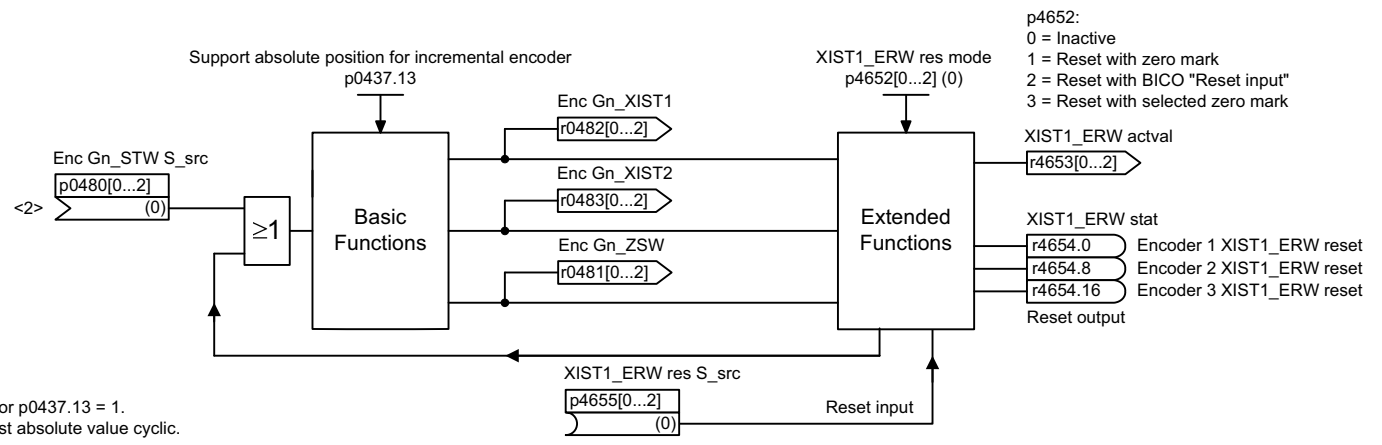 p4652:
0 = Inactive
1 = Reset with zero mark
2 = Reset with BICO "Reset input"
3 = Reset with selected zero mark
Support absolute position for incremental encoder
p0437.13
XIST1_ERW res mode
p4652[0...2] (0)
Enc Gn_XIST1
r0482[0...2]
XIST1_ERW actval
r4653[0...2]
Enc Gn_STW S_src
p0480[0...2]
<2>
(0)
≥1
Basic
Functions
Enc Gn_XIST2
r0483[0...2]
Extended
Functions
Enc Gn_ZSW
r0481[0...2]
XIST1_ERW stat
r4654.0 Encoder 1 XIST1_ERW reset
r4654.8 Encoder 2 XIST1_ERW reset
r4654.16 Encoder 3 XIST1_ERW reset
Reset output
XIST1_ERW res S_src
p4655[0...2]
(0)
Reset input
or p0437.13 = 1.
st absolute value cyclic.